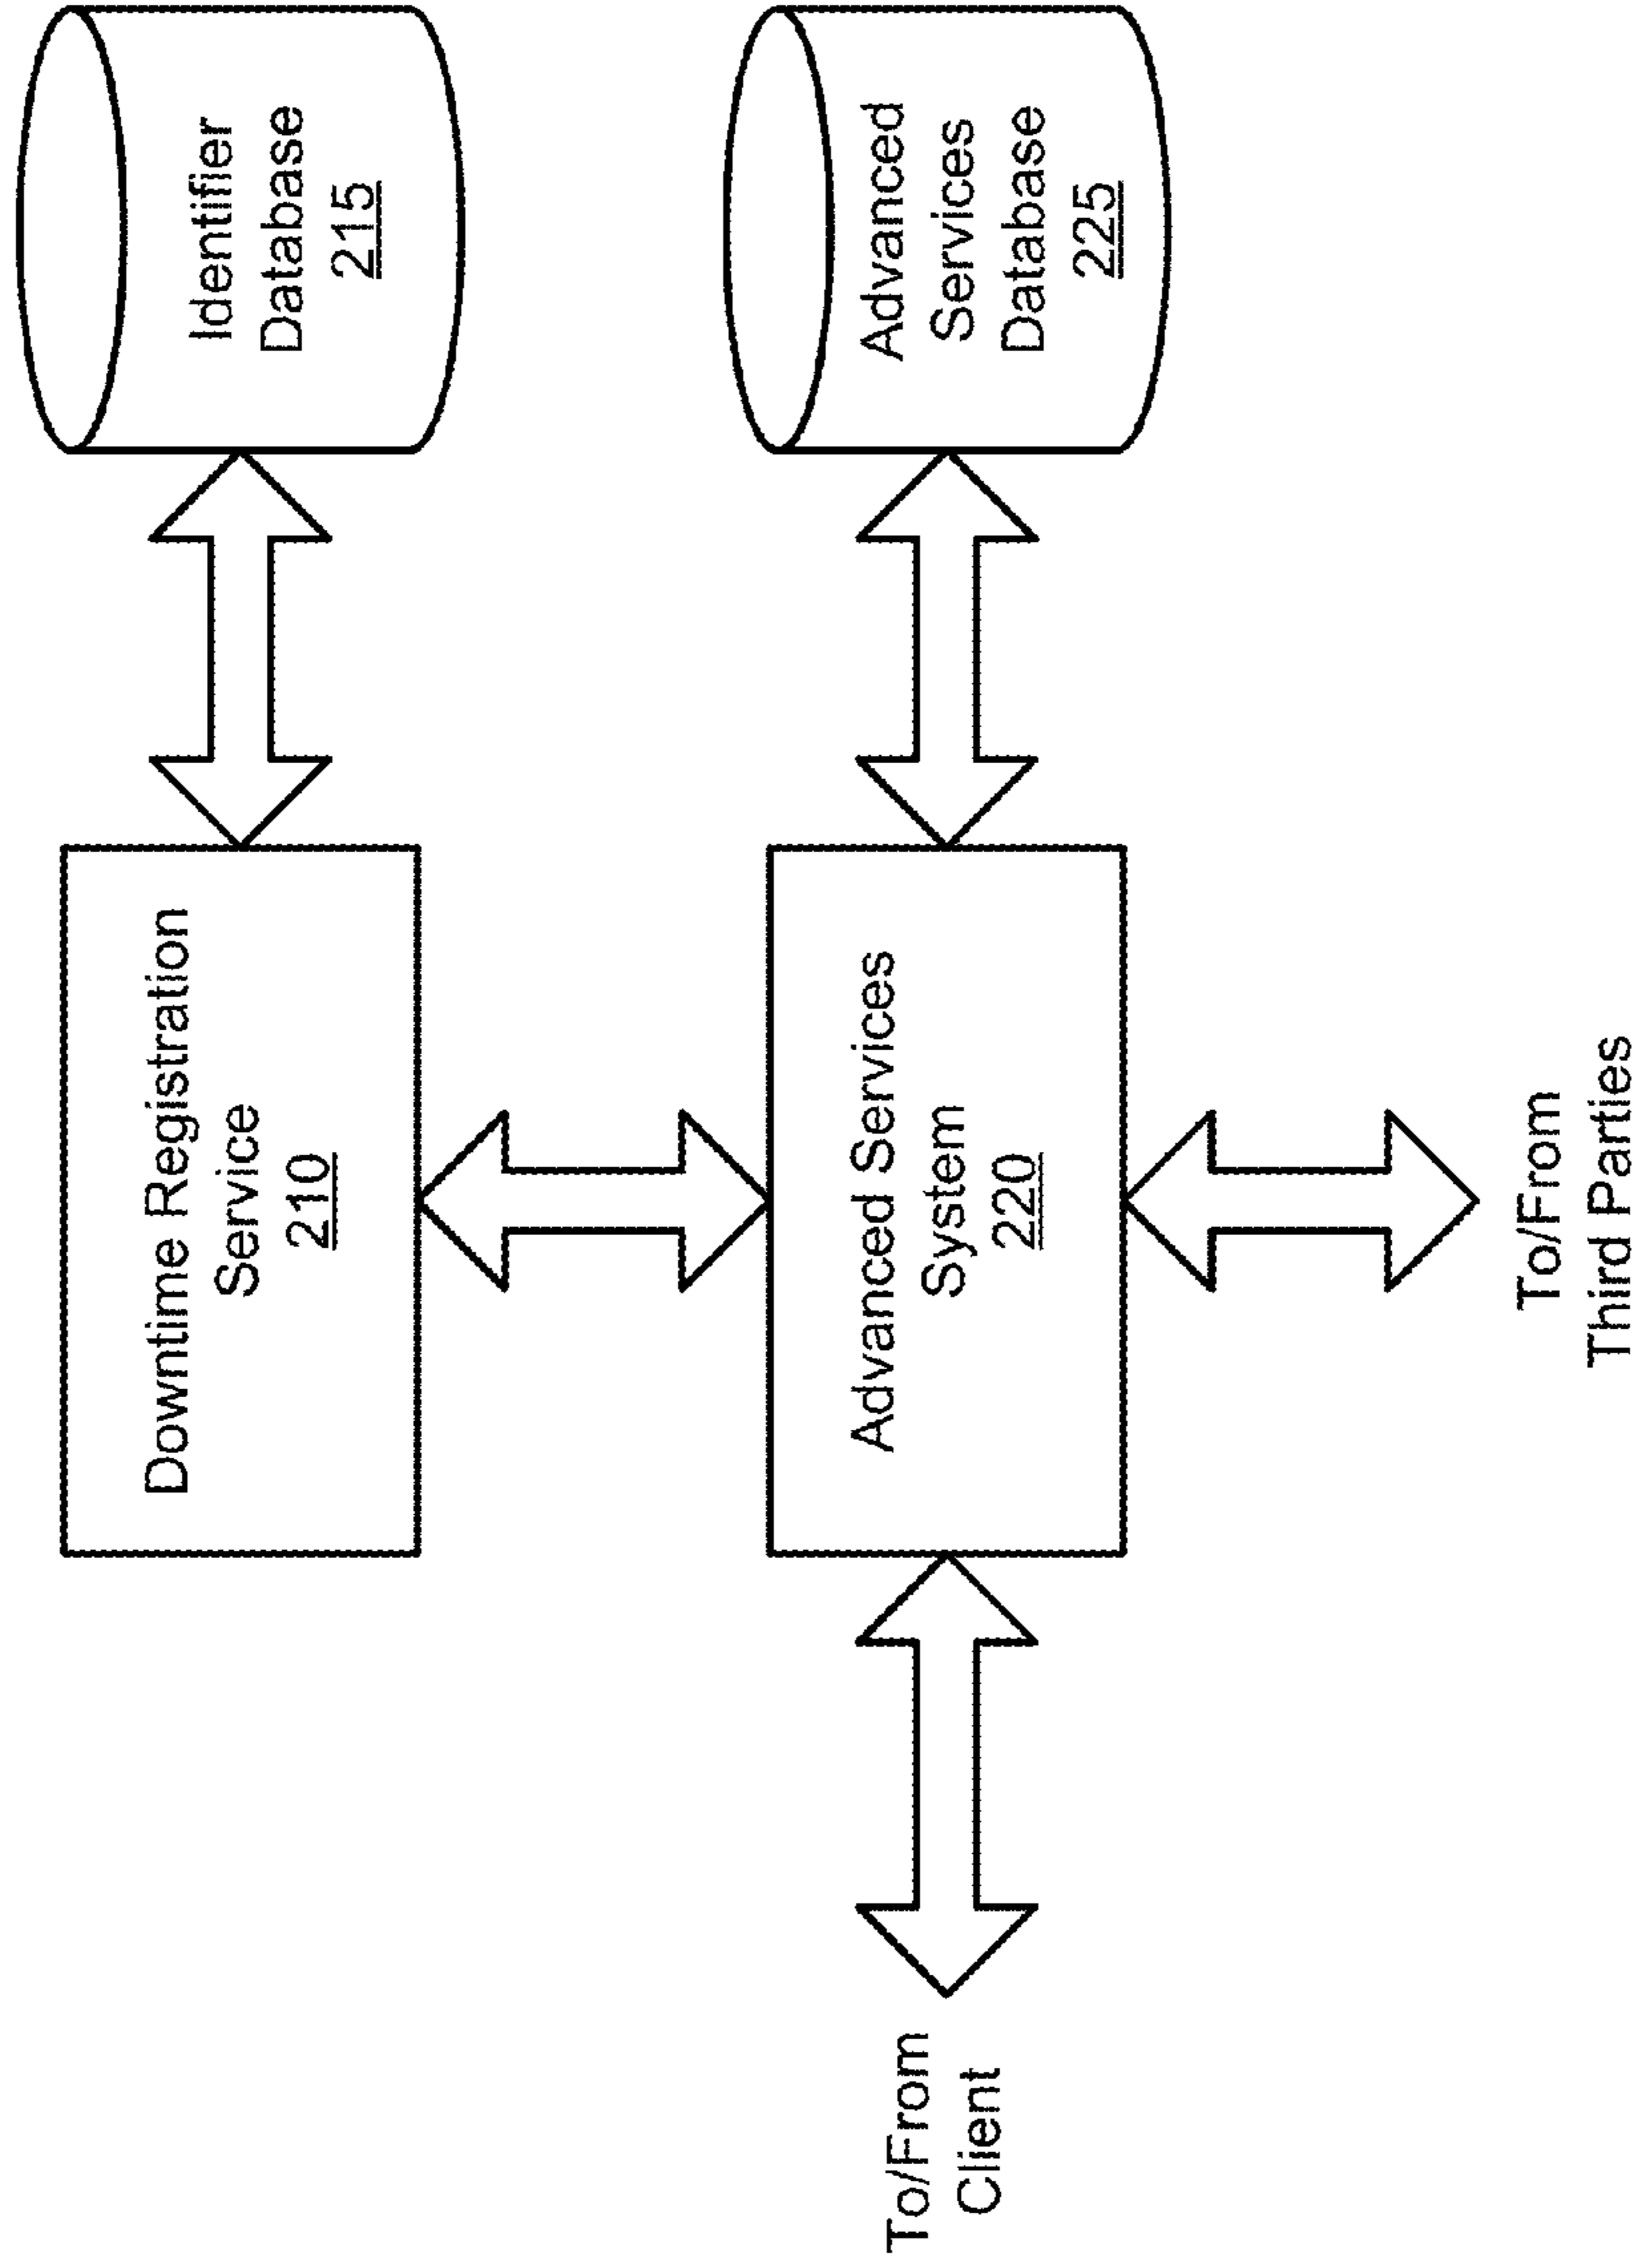 Downtime Registration
Service
210
Identifier
Database
215
Advanced Services
System
220
Advanced
Services
Database
225
To/From
Client
To/From
Third Parties